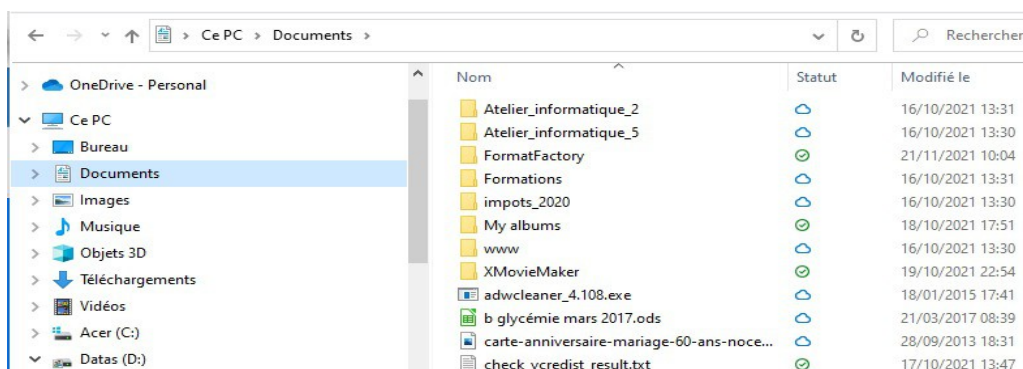 Ce PC > Documents > Rechercher
Nom Statut Modifié le
OneDrive - Personal
Ce PC
Bureau
Documents
Images
Musique
Objets 3D
Téléchargements
Vidéos
Acer (C:)
Datas (D:)
Atelier_informatique_2 16/10/2021 13:31
Atelier_informatique_5 16/10/2021 13:30
FormatFactory 21/11/2021 10:04
Formations 16/10/2021 13:31
impots_2020 16/10/2021 13:30
My albums 18/10/2021 17:51
www 16/10/2021 13:30
XMovieMaker 19/10/2021 22:54
adwcleaner_4.108.exe 18/01/2015 17:41
b glycémie mars 2017.ods 21/03/2017 08:39
carte-anniversaire-mariage-60-ans-noce... 28/09/2013 18:31
check_vcredist_result.txt 17/10/2021 13:47